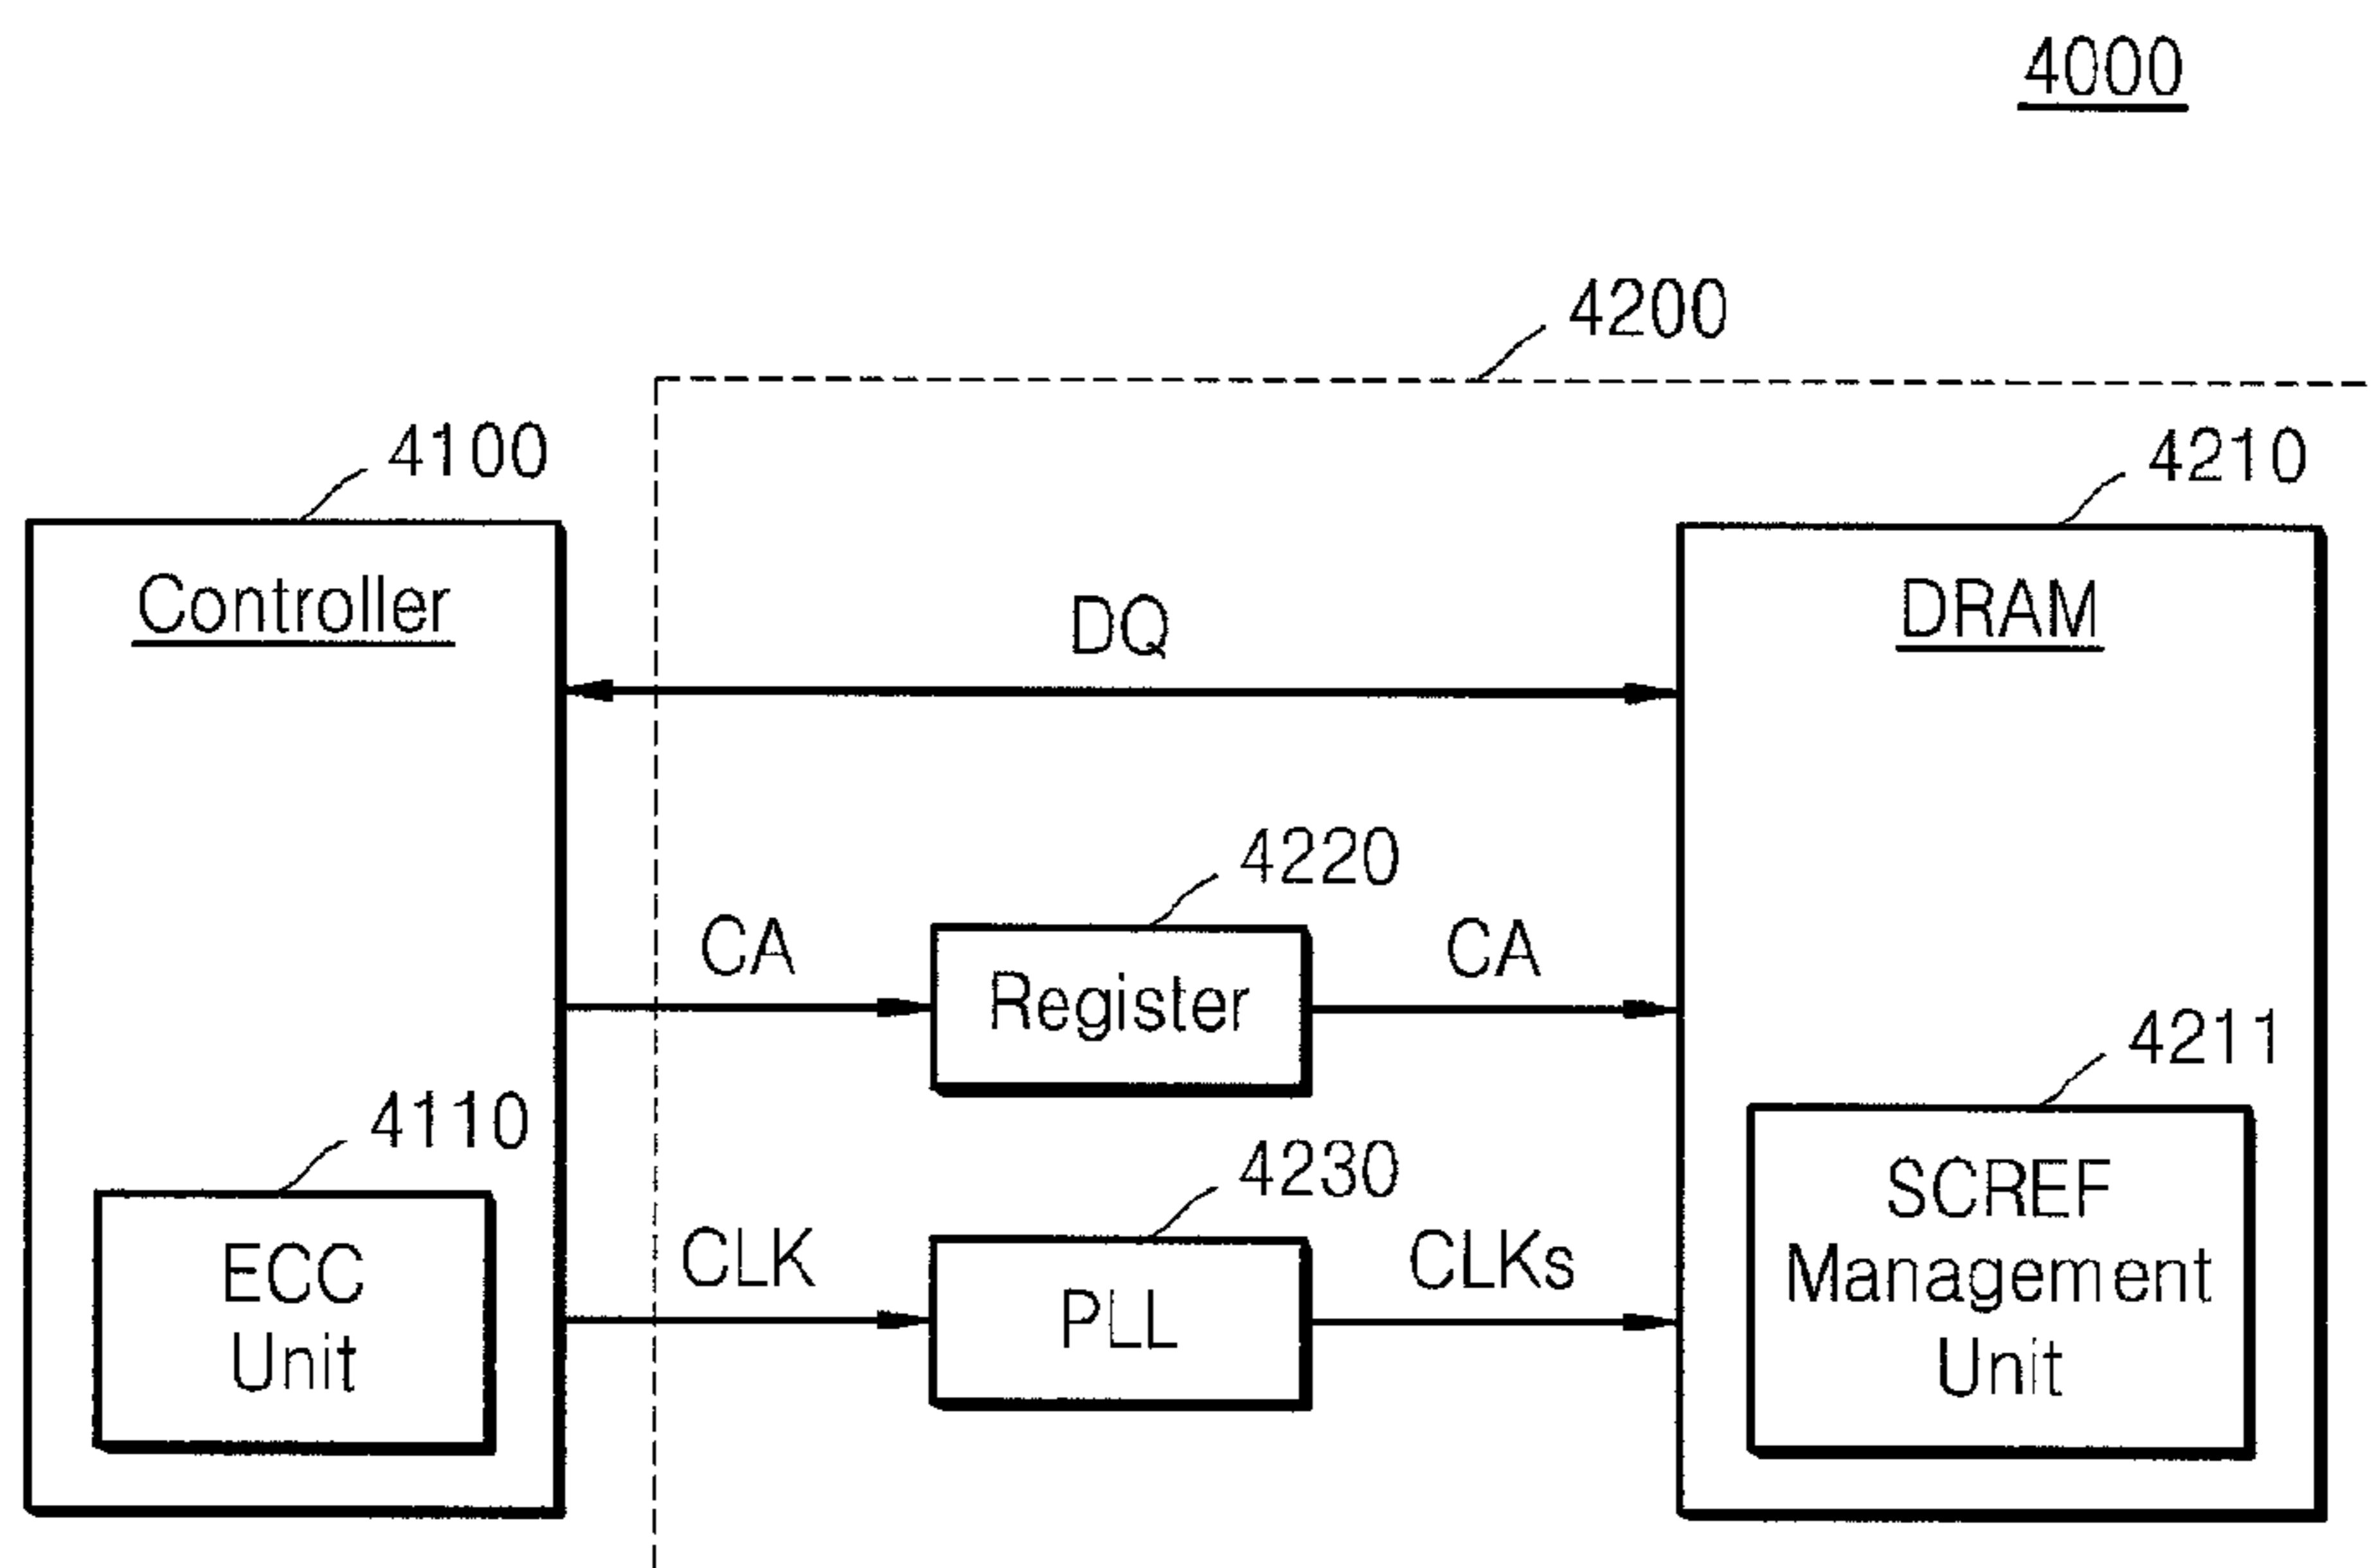 4000
4200
4100
4210
Controller
DRAM
DQ
4220
CA
CA
Register
4211
4110
4230
SCREF
Management
Unit
ECC
Unit
CLK
CLKs
PLL